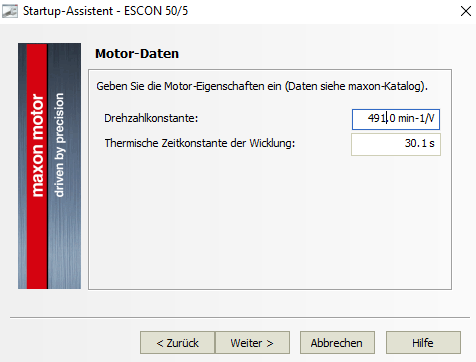 Startup-Assistent - ESCON 50/5
Motor-Daten
Geben Sie die Motor-Eigenschaften ein (Daten siehe maxon-Katalog).
Drehzahlkonstante:
491.0 min-1/V
Thermische Zeitkonstante der Wicklung:
30.1 s
maxon motor
driven by precision
< Zurück
Weiter >
Abbrechen
Hilfe